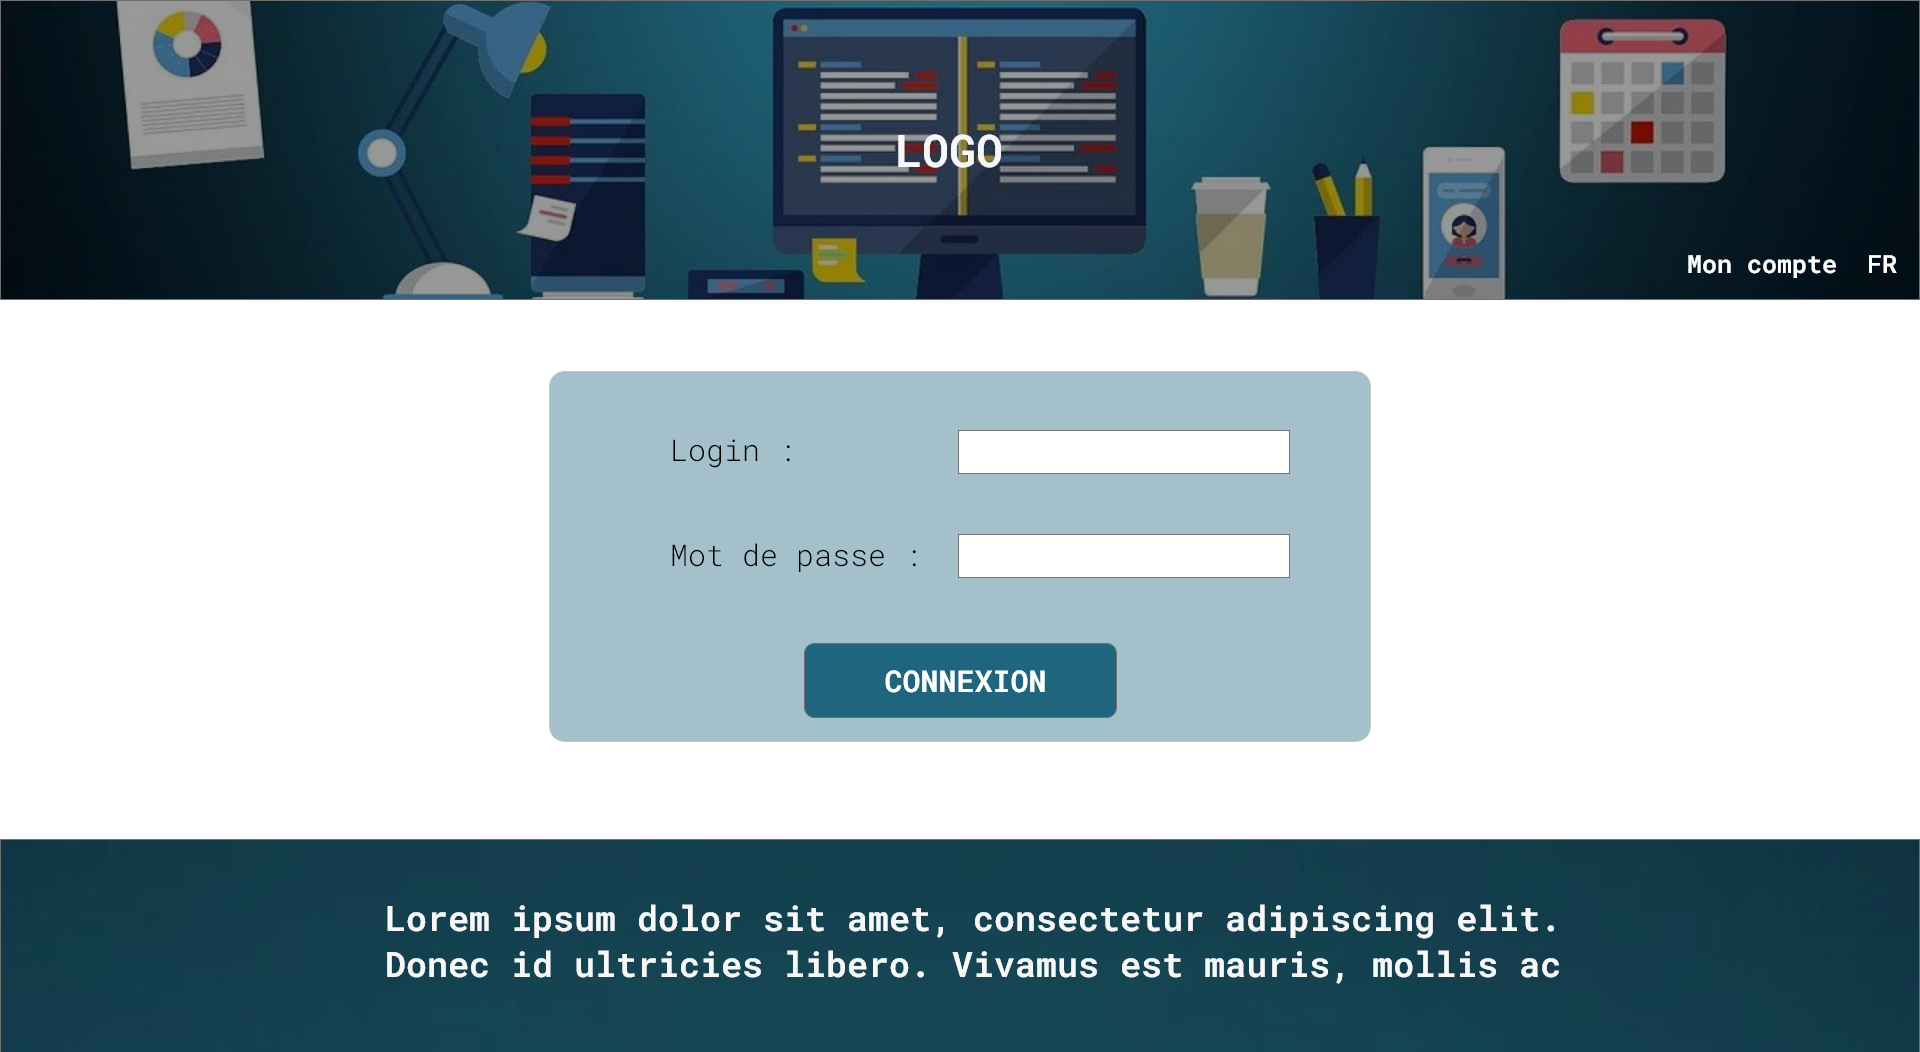 LOGO
Mon compte FR
Login :
Mot de passe :
CONNEXION
Lorem ipsum dolor sit amet, consectetur adipiscing elit.
Donec id ultricies libero. Vivamus est mauris, mollis ac